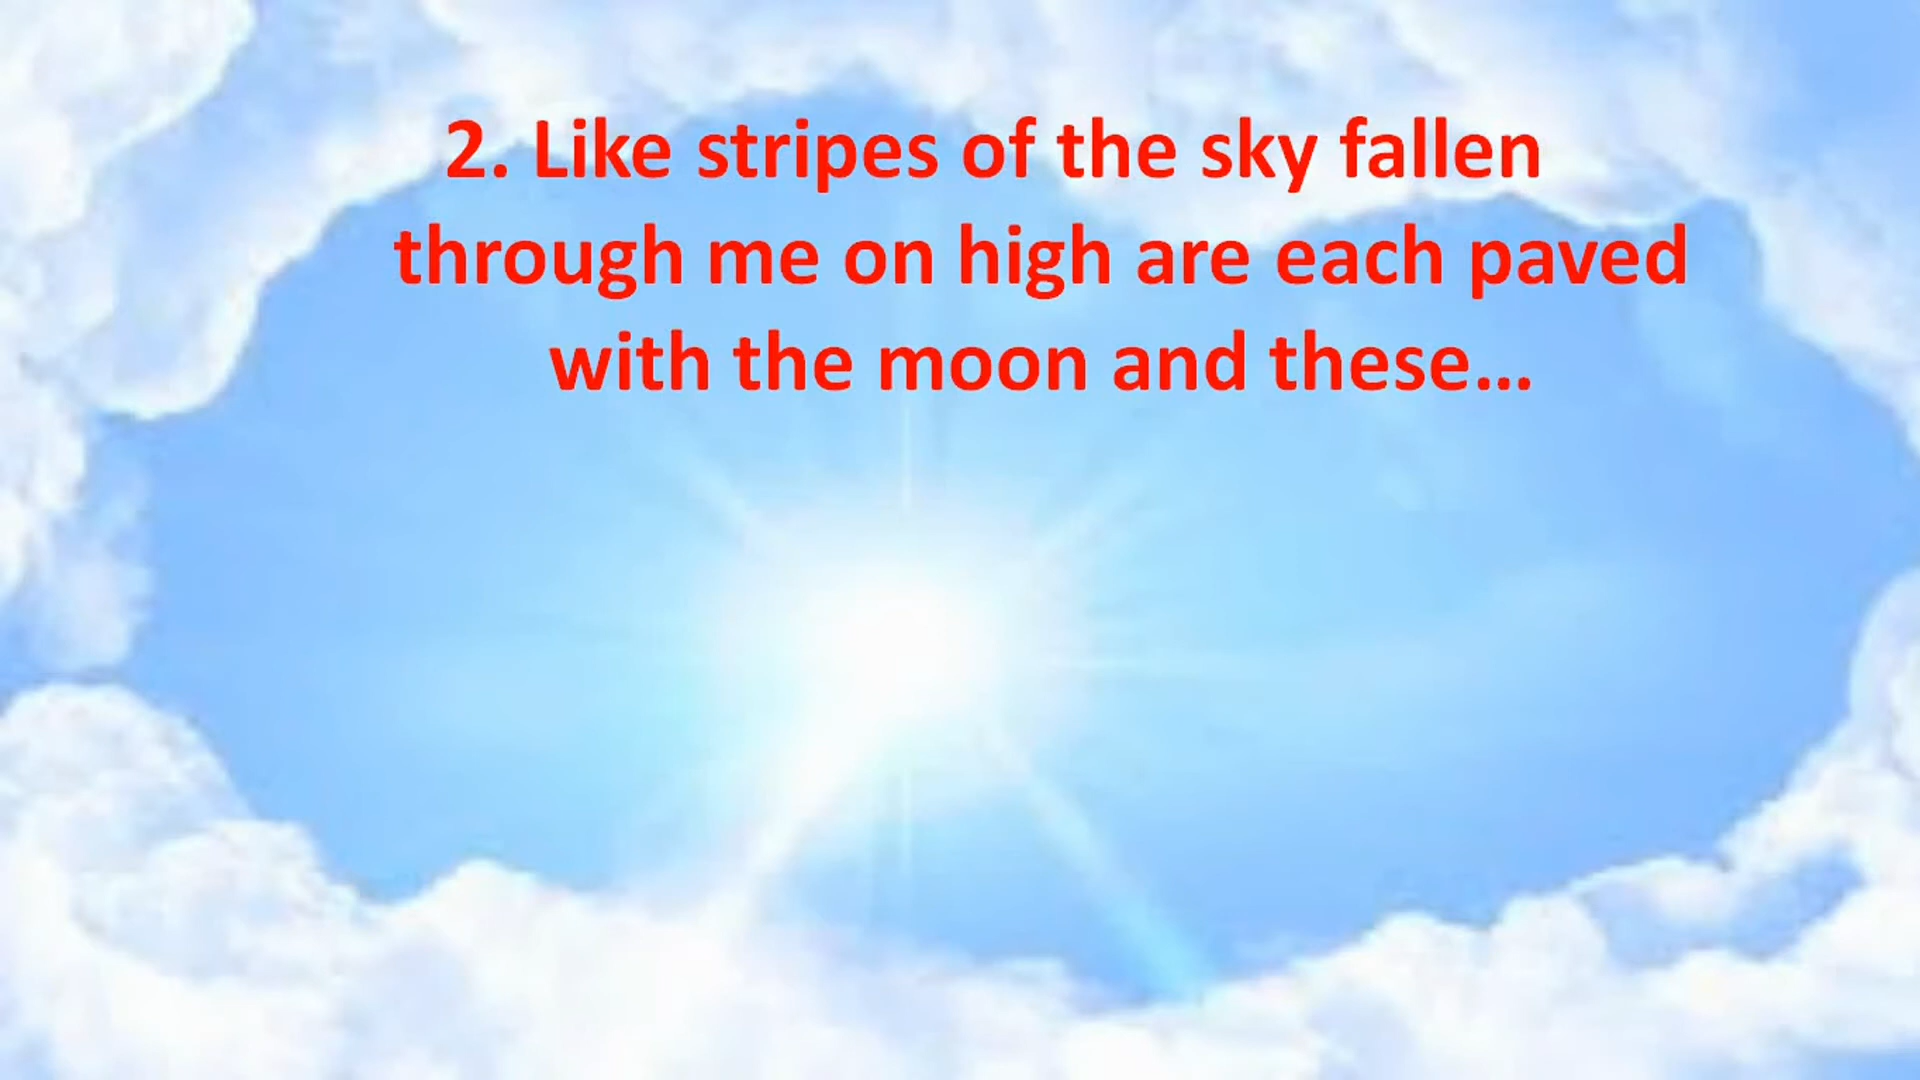 2. Like stripes of the sky fallen
through me on high are each paved
with the moon and these...